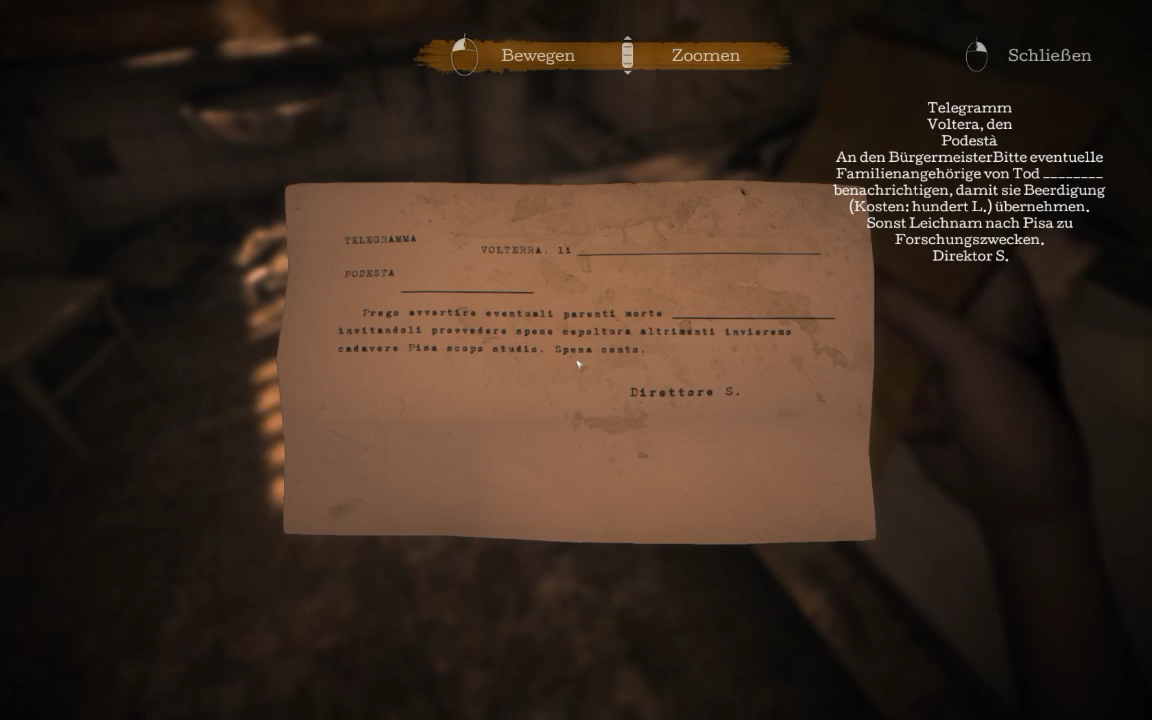 Bewegen Zoomen Schließen
Telegramm
Voltera, den
Podestà
An den BürgermeisterBitte eventuelle
Familienangehörige von Tod ________
benachrichtigen, damit sie Beerdigung
(Kosten: hundert L.) übernehmen.
Sonst Leichnam nach Pisa zu
Forschungszwecken.
Direktor S.
TELEGRAMMA
VOLTERRA. li
PODESTA
Prego avvertire eventuali parenti morte
invitandoli provvedere spese sepoltura altrimenti invieremo
cadavere Pisa scopo studio. Spesa cento.
Direttore S.